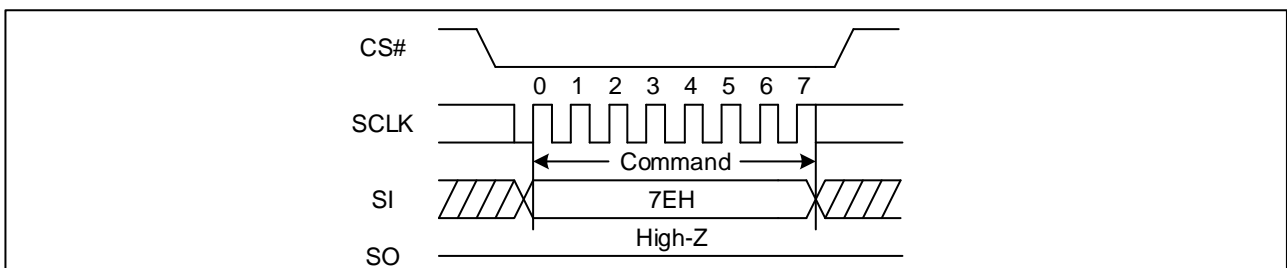 CS#
0 1 2 3 4 5 6 7
SCLK
Command
SI
7EH
High-Z
SO